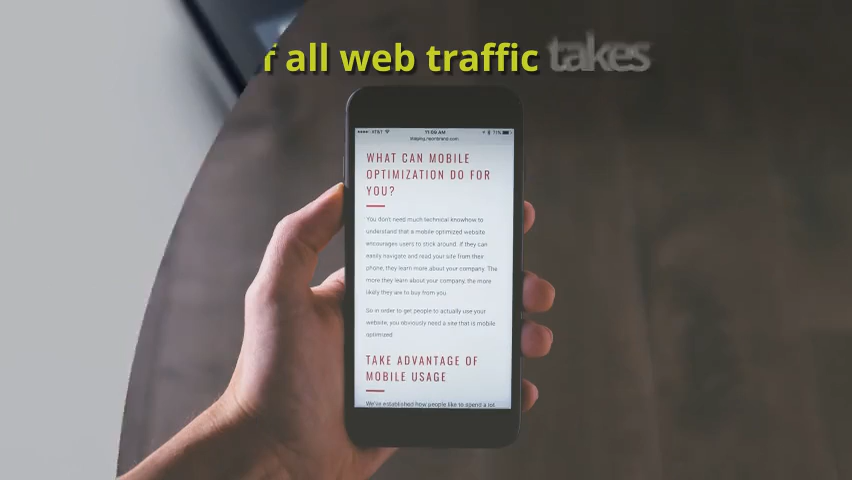 f all web traffic takes
AT&T
11:09 AM
71%
WHAT CAN MOBILE
OPTIMIZATION DO FOR
YOU?
You don't need much technical knowhow to
understand that a mobile optimized website
encourages users to stick around. If they can
easily navigate and read your site from their
phone, they learn more about your company. The
more they learn about your company, the more
likely they are to buy from you.
So in order to get people to actually use your
website, you obviously need a site that is mobile
optimized.
TAKE ADVANTAGE OF
MOBILE USAGE
We've established how people like to spend a lot